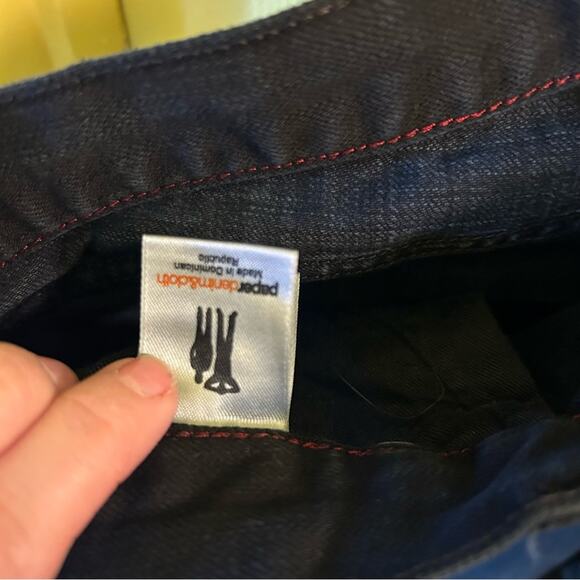 paperdenim&cloth
Made in Dominican
Republic